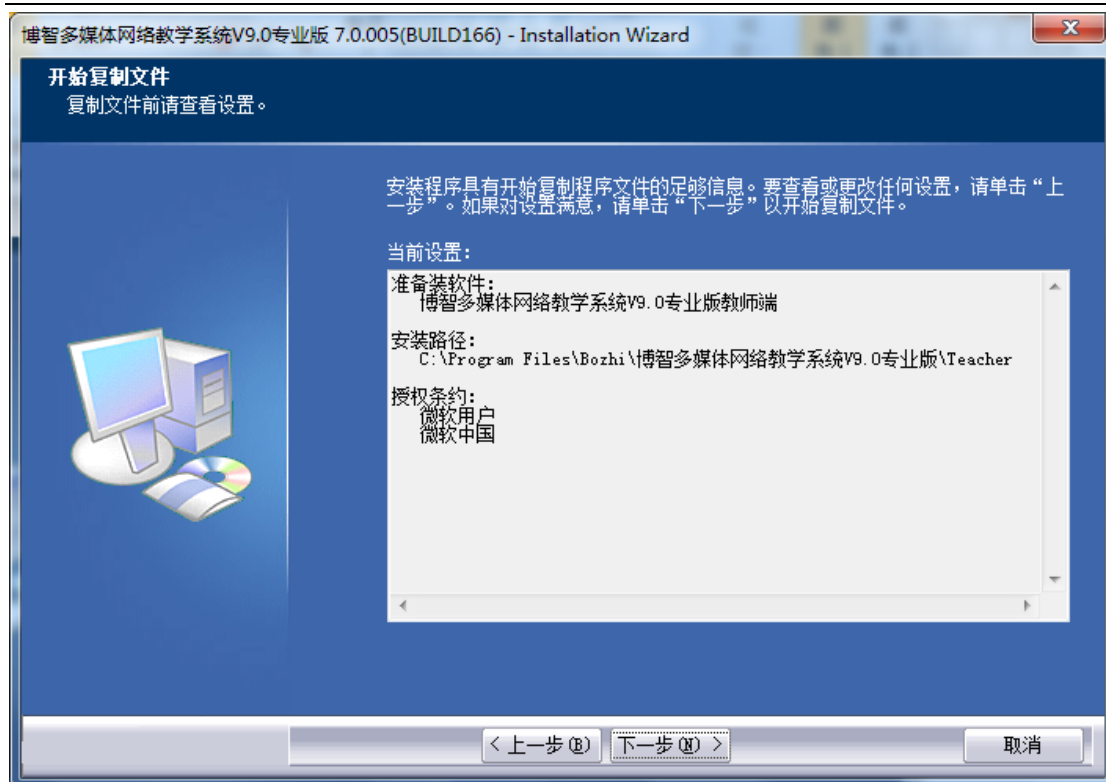 博智多媒体网络教学系统V9.0专业版 7.0.005(BUILD166) - Installation Wizard
开始复制文件
复制文件前请查看设置。
安装程序具有开始复制程序文件的足够信息。要查看或更改任何设置，请单击“上
一步”。如果对设置满意，请单击“下一步”以开始复制文件。
当前设置：
准备装软件：
博智多媒体网络教学系统V9.0专业版教师端
安装路径：
C:\Program Files\Bozhi\博智多媒体网络教学系统V9.0专业版\Teacher
授权条约：
微软用户
微软中国
< 上一步(B) 下一步(N) > 取消